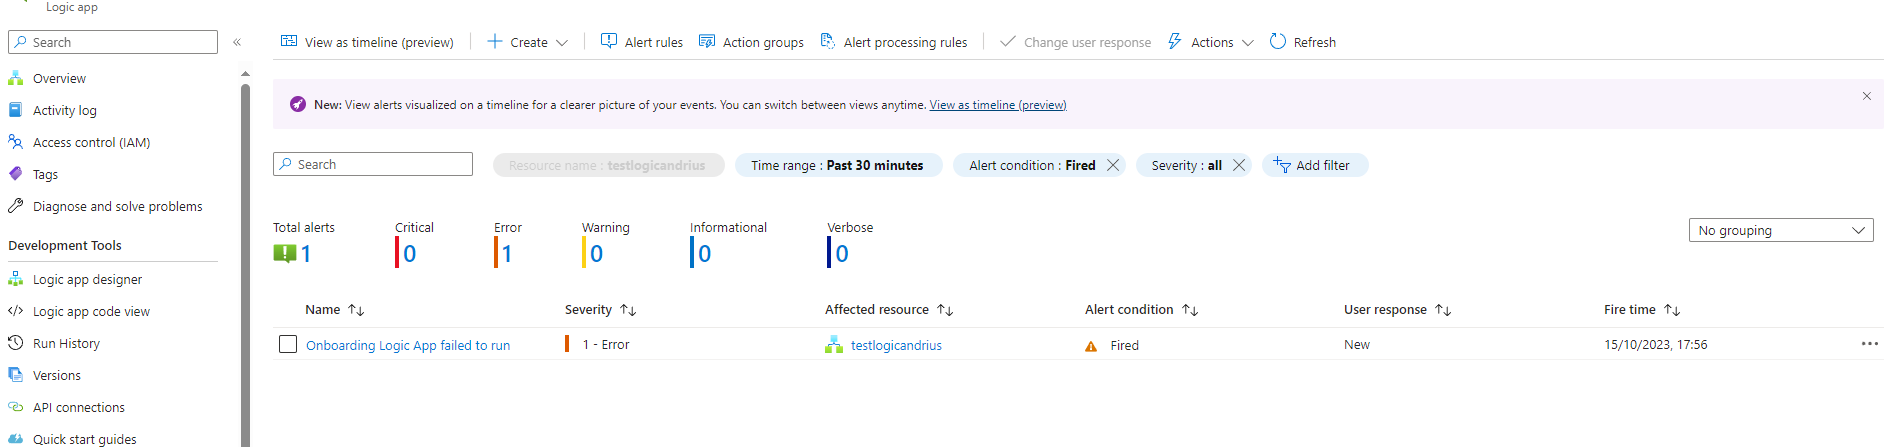 Logic app
Search
«
Overview
Activity log
Access control (IAM)
Tags
Diagnose and solve problems
Development Tools
Logic app designer
Logic app code view
Run History
Versions
API connections
Quick start guides
View as timeline (preview)
Create
Alert rules
Action groups
Alert processing rules
Change user response
Actions
Refresh
New: View alerts visualized on a timeline for a clearer picture of your events. You can switch between views anytime. View as timeline (preview)
Search
Resource name : testlogicandrius
Time range : Past 30 minutes
Alert condition : Fired
Severity : all
Add filter
Total alerts
1
Critical
0
Error
1
Warning
0
Informational
0
Verbose
0
No grouping
Name ↑↓ Severity ↑↓ Affected resource ↑↓ Alert condition ↑↓ User response ↑↓ Fire time ↑↓
Onboarding Logic App failed to run 1 - Error testlogicandrius Fired New 15/10/2023, 17:56